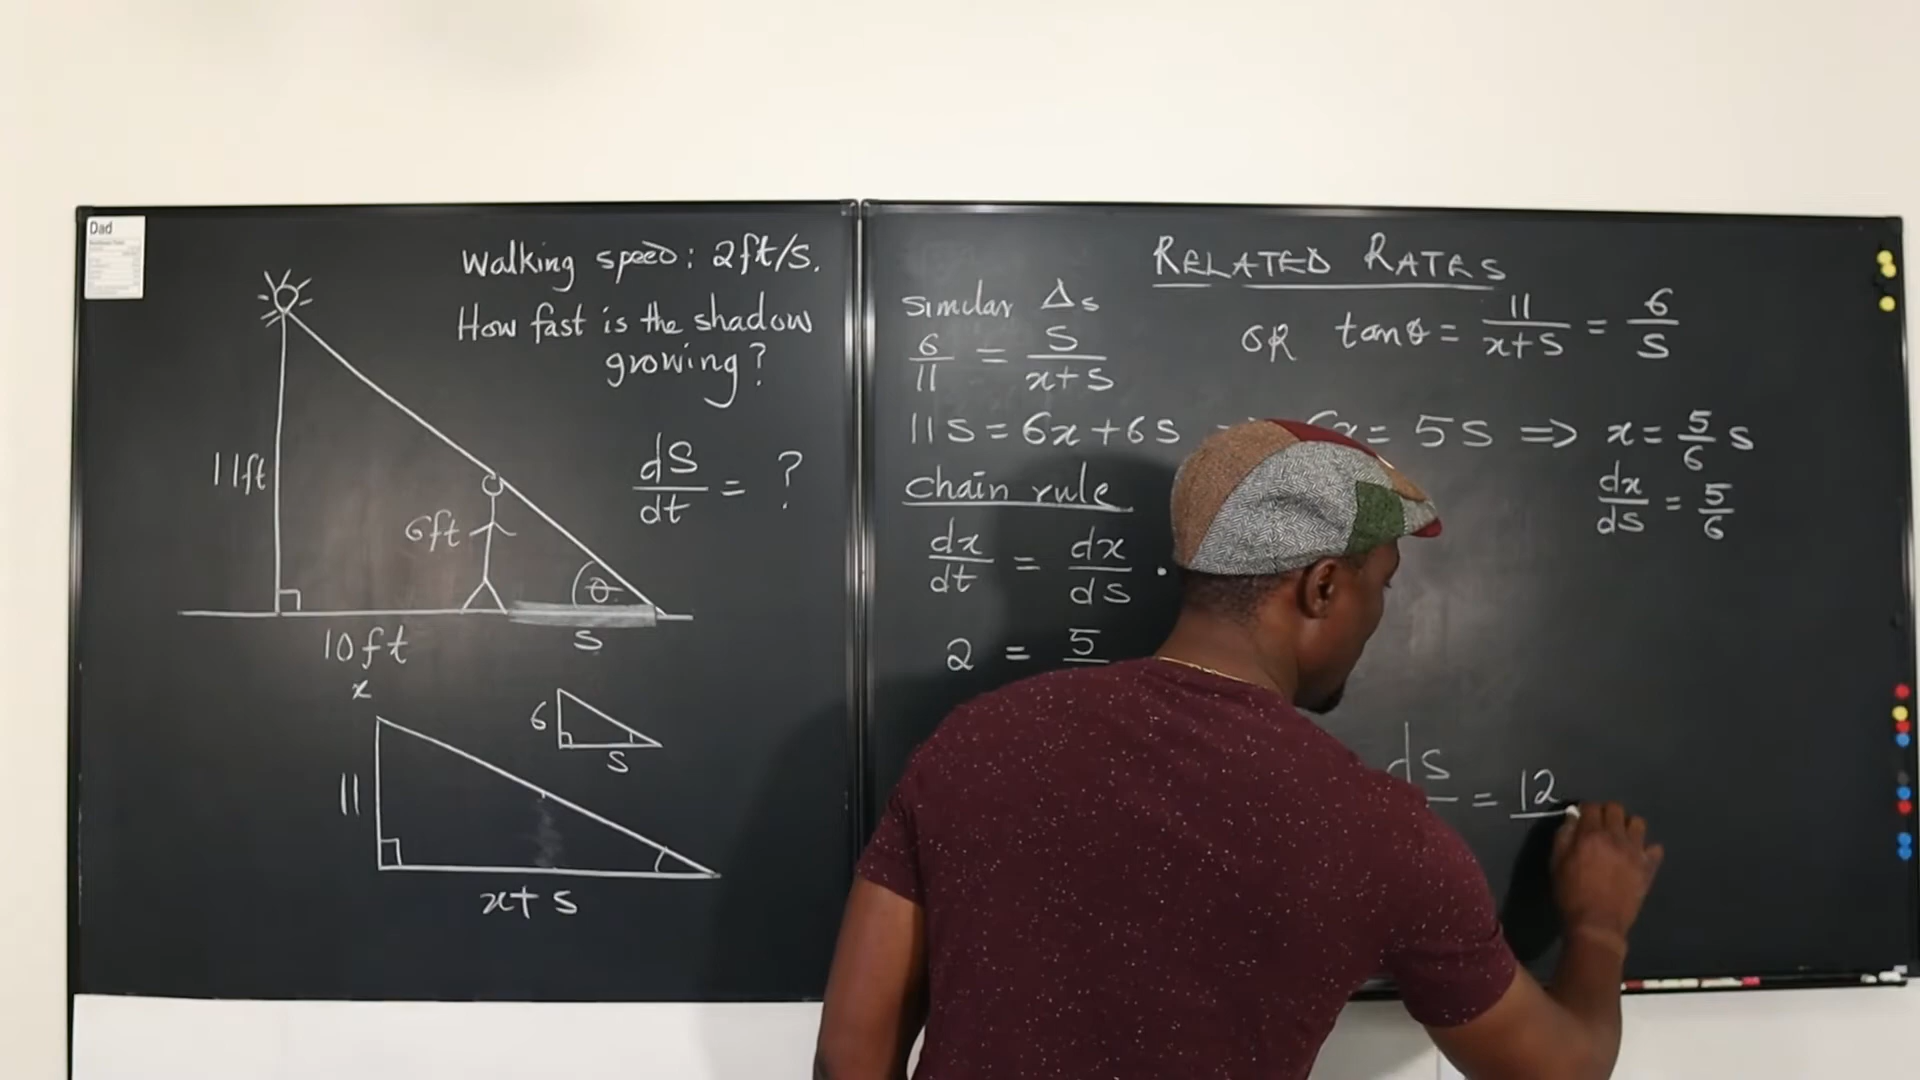 Dad
Walking speed: 2ft/s.
How fast is the shadow
growing?
dS/dt = ?
11ft
6ft
θ
10ft
s
x
6
s
11
x+s
RELATED RATES
Similar Δs
6/11 = S/(x+s)
OR tanθ = 11/(x+s) = 6/s
11s = 6x+6s = 5s ⇒ x = 5/6 s
dx/ds = 5/6
chain rule
dx/dt = dx/ds ·
2 = 5
ds = 12